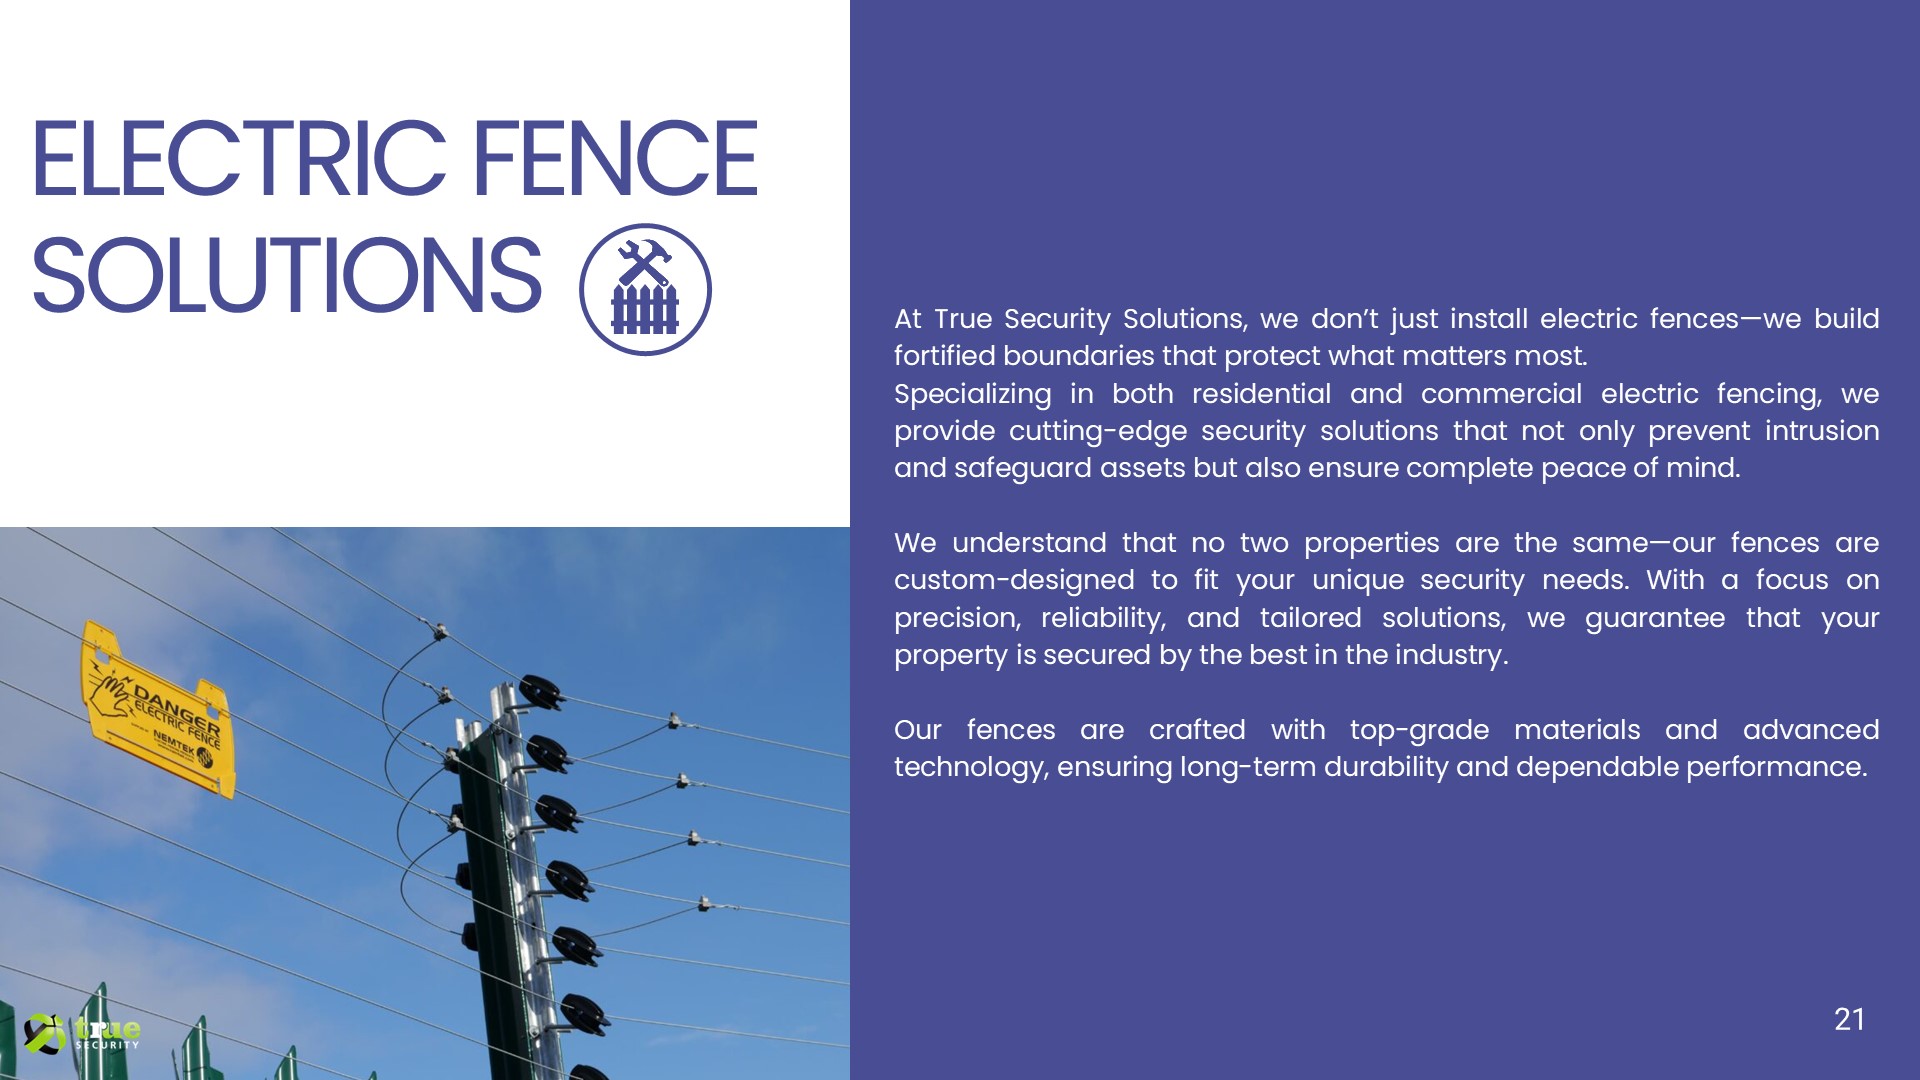 ELECTRIC FENCE
SOLUTIONS
At True Security Solutions, we don’t just install electric fences—we build
fortified boundaries that protect what matters most.
Specializing in both residential and commercial electric fencing, we
provide cutting-edge security solutions that not only prevent intrusion
and safeguard assets but also ensure complete peace of mind.
We understand that no two properties are the same—our fences are
custom-designed to fit your unique security needs. With a focus on
precision, reliability, and tailored solutions, we guarantee that your
property is secured by the best in the industry.
Our fences are crafted with top-grade materials and advanced
technology, ensuring long-term durability and dependable performance.
DANGER
ELECTRIC FENCE
NEMTEK
true
SECURITY
21